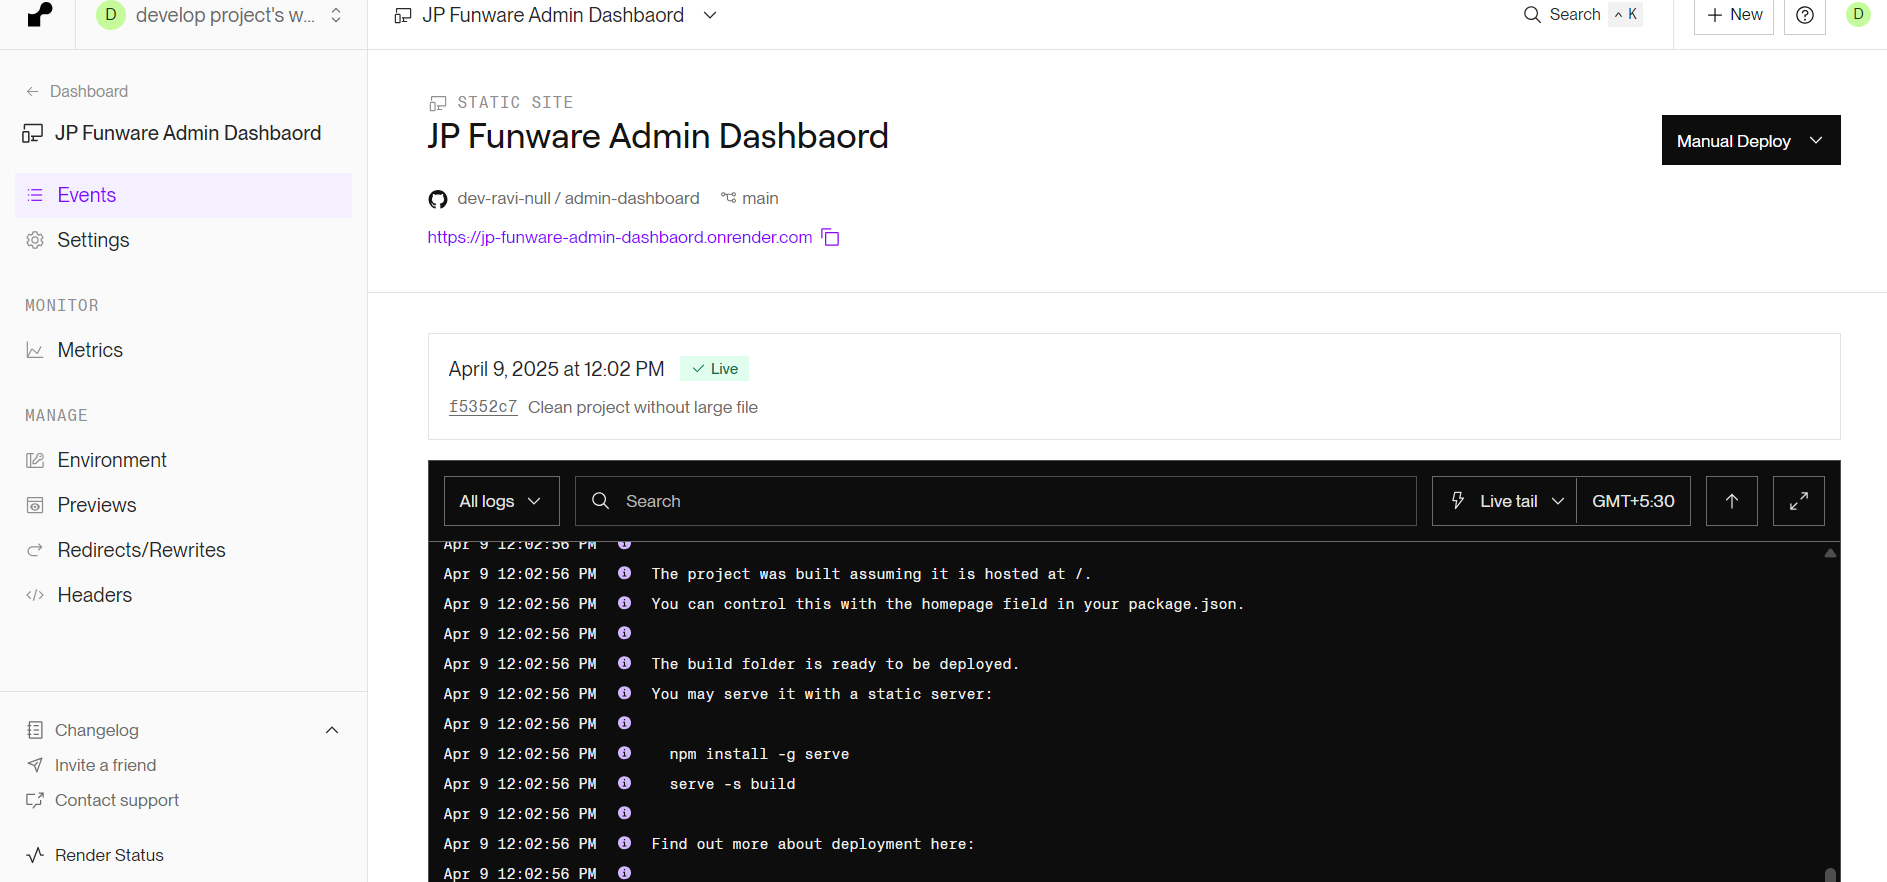 D develop project's w...
JP Funware Admin Dashbaord
Search ^ K
+ New
D
← Dashboard
JP Funware Admin Dashbaord
Events
Settings
MONITOR
Metrics
MANAGE
Environment
Previews
Redirects/Rewrites
Headers
Changelog
Invite a friend
Contact support
Render Status
STATIC SITE
JP Funware Admin Dashbaord
Manual Deploy
dev-ravi-null / admin-dashboard main
https://jp-funware-admin-dashbaord.onrender.com
April 9, 2025 at 12:02 PM Live
f5352c7 Clean project without large file
All logs
Search
Live tail
GMT+5:30
Apr 9 12:02:56 PM
Apr 9 12:02:56 PM The project was built assuming it is hosted at /.
Apr 9 12:02:56 PM You can control this with the homepage field in your package.json.
Apr 9 12:02:56 PM
Apr 9 12:02:56 PM The build folder is ready to be deployed.
Apr 9 12:02:56 PM You may serve it with a static server:
Apr 9 12:02:56 PM
Apr 9 12:02:56 PM npm install -g serve
Apr 9 12:02:56 PM serve -s build
Apr 9 12:02:56 PM
Apr 9 12:02:56 PM Find out more about deployment here:
Apr 9 12:02:56 PM